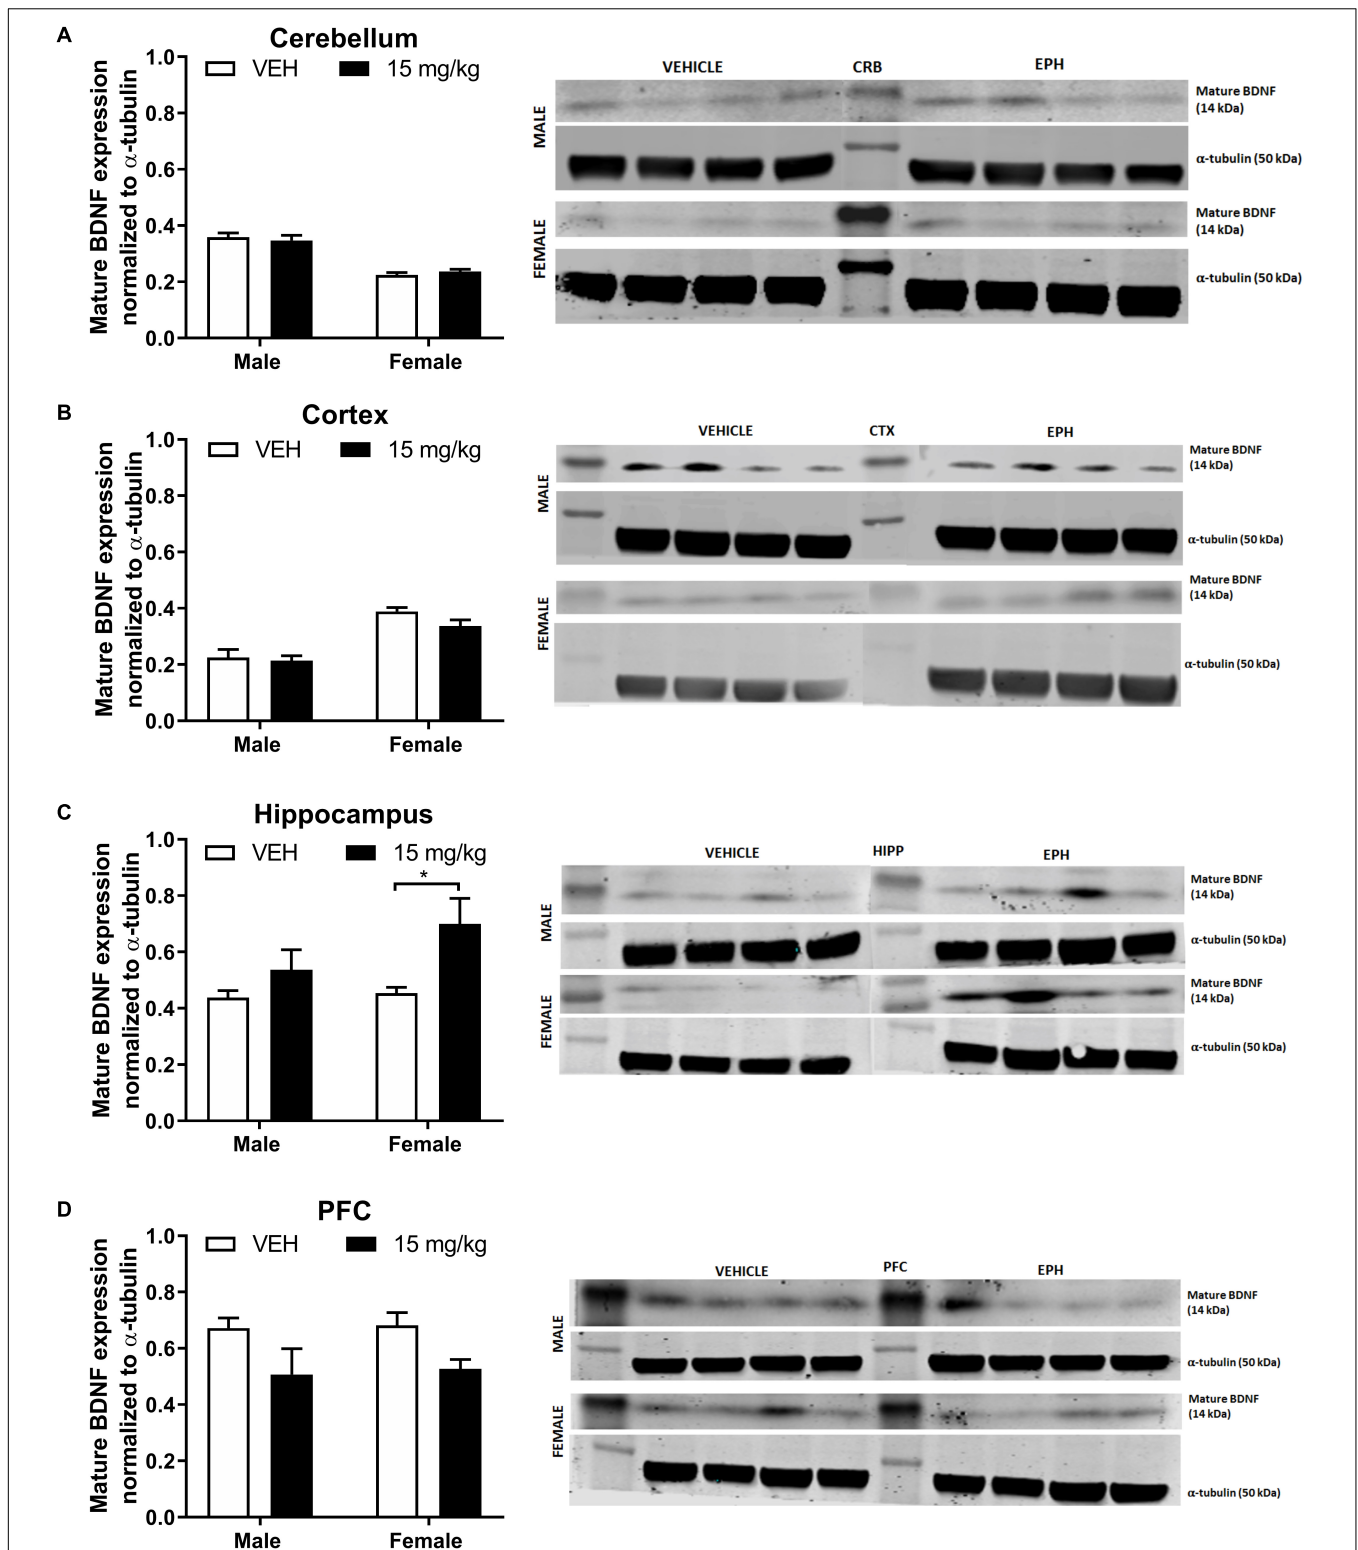 A
Cerebellum
VEH
15 mg/kg
Mature BDNF expression
normalized to α-tubulin
1.0
0.8
0.6
0.4
0.2
0.0
Male
Female
VEHICLE
CRB
EPH
MALE
Mature BDNF
(14 kDa)
α-tubulin (50 kDa)
FEMALE
Mature BDNF
(14 kDa)
α-tubulin (50 kDa)
B
Cortex
VEH
15 mg/kg
Mature BDNF expression
normalized to α-tubulin
1.0
0.8
0.6
0.4
0.2
0.0
Male
Female
VEHICLE
CTX
EPH
MALE
Mature BDNF
(14 kDa)
α-tubulin (50 kDa)
FEMALE
Mature BDNF
(14 kDa)
α-tubulin (50 kDa)
C
Hippocampus
VEH
15 mg/kg
*
Mature BDNF expression
normalized to α-tubulin
1.0
0.8
0.6
0.4
0.2
0.0
Male
Female
VEHICLE
HIPP
EPH
MALE
Mature BDNF
(14 kDa)
α-tubulin (50 kDa)
FEMALE
Mature BDNF
(14 kDa)
α-tubulin (50 kDa)
D
PFC
VEH
15 mg/kg
Mature BDNF expression
normalized to α-tubulin
1.0
0.8
0.6
0.4
0.2
0.0
Male
Female
VEHICLE
PFC
EPH
MALE
Mature BDNF
(14 kDa)
α-tubulin (50 kDa)
FEMALE
Mature BDNF
(14 kDa)
α-tubulin (50 kDa)